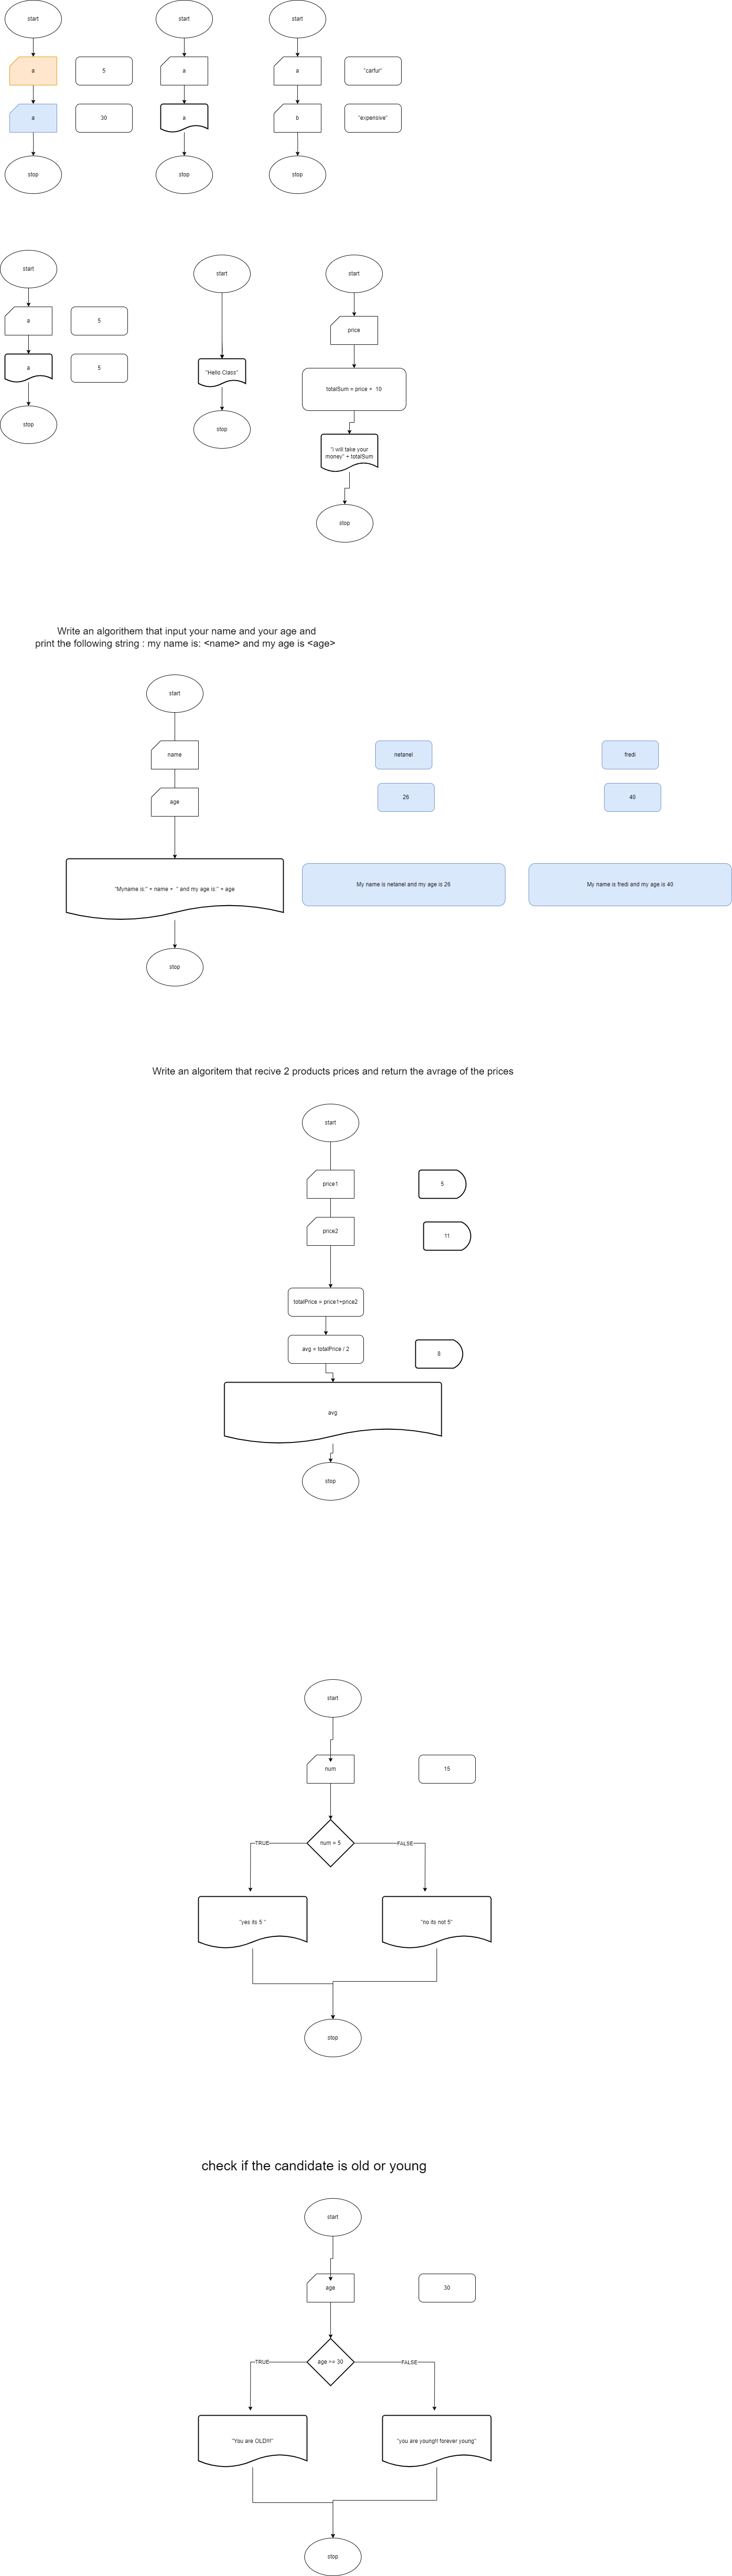 start
start
start
a
5
a
a
"carfur"
a
30
a
b
"expensive"
stop
stop
stop
start
start
start
a
5
price
a
5
"Hello Class"
totalSum = price + 10
stop
stop
"I will take your
money" + totalSum
stop
Write an algorithem that input your name and your age and
print the following string : my name is: <name> and my age is <age>
start
name
netanel
fredi
age
26
40
"Myname is:" + name + " and my age is:" + age
My name is netanel and my age is 26
My name is fredi and my age is 40
stop
Write an algoritem that recive 2 products prices and return the avrage of the prices
start
price1
5
price2
11
totalPrice = price1+price2
avg = totalPrice / 2
8
avg
stop
start
num
15
num = 5
TRUE
FALSE
"yes its 5 "
"no its not 5"
stop
check if the candidate is old or young
start
age
30
age >= 30
TRUE
FALSE
"You are OLD!!!"
"you are young!! forever young"
stop